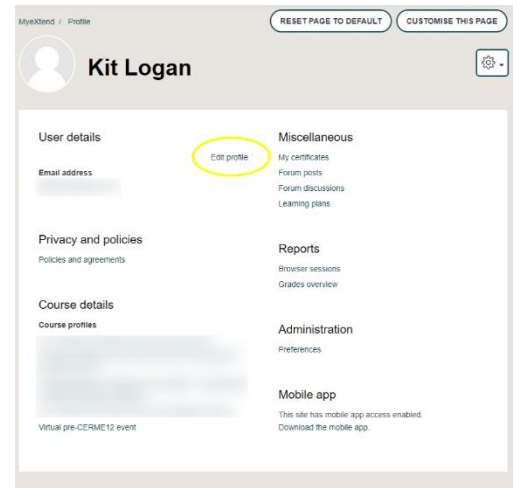 MyeXtend / Profile
RESET PAGE TO DEFAULT
CUSTOMISE THIS PAGE
Kit Logan
User details
Edit profile
Email address
Privacy and policies
Policies and agreements
Course details
Course profiles
Virtual pre-CERME12 event
Miscellaneous
My certificates
Forum posts
Forum discussions
Learning plans
Reports
Browser sessions
Grades overview
Administration
Preferences
Mobile app
This site has mobile app access enabled.
Download the mobile app.